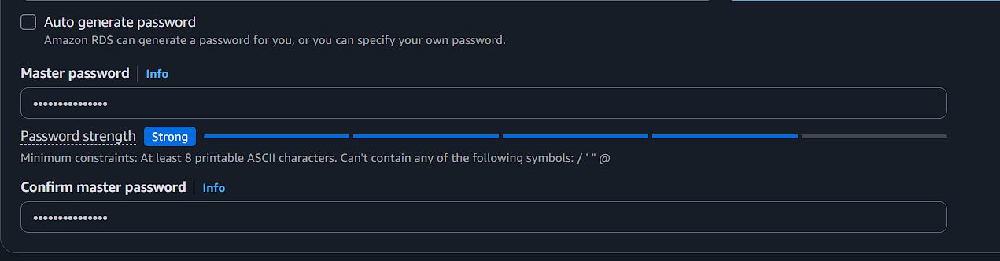 Auto generate password
Amazon RDS can generate a password for you, or you can specify your own password.
Master password Info
•••••••••••••••
Password strength Strong
Minimum constraints: At least 8 printable ASCII characters. Can't contain any of the following symbols: / ' " @
Confirm master password Info
•••••••••••••••